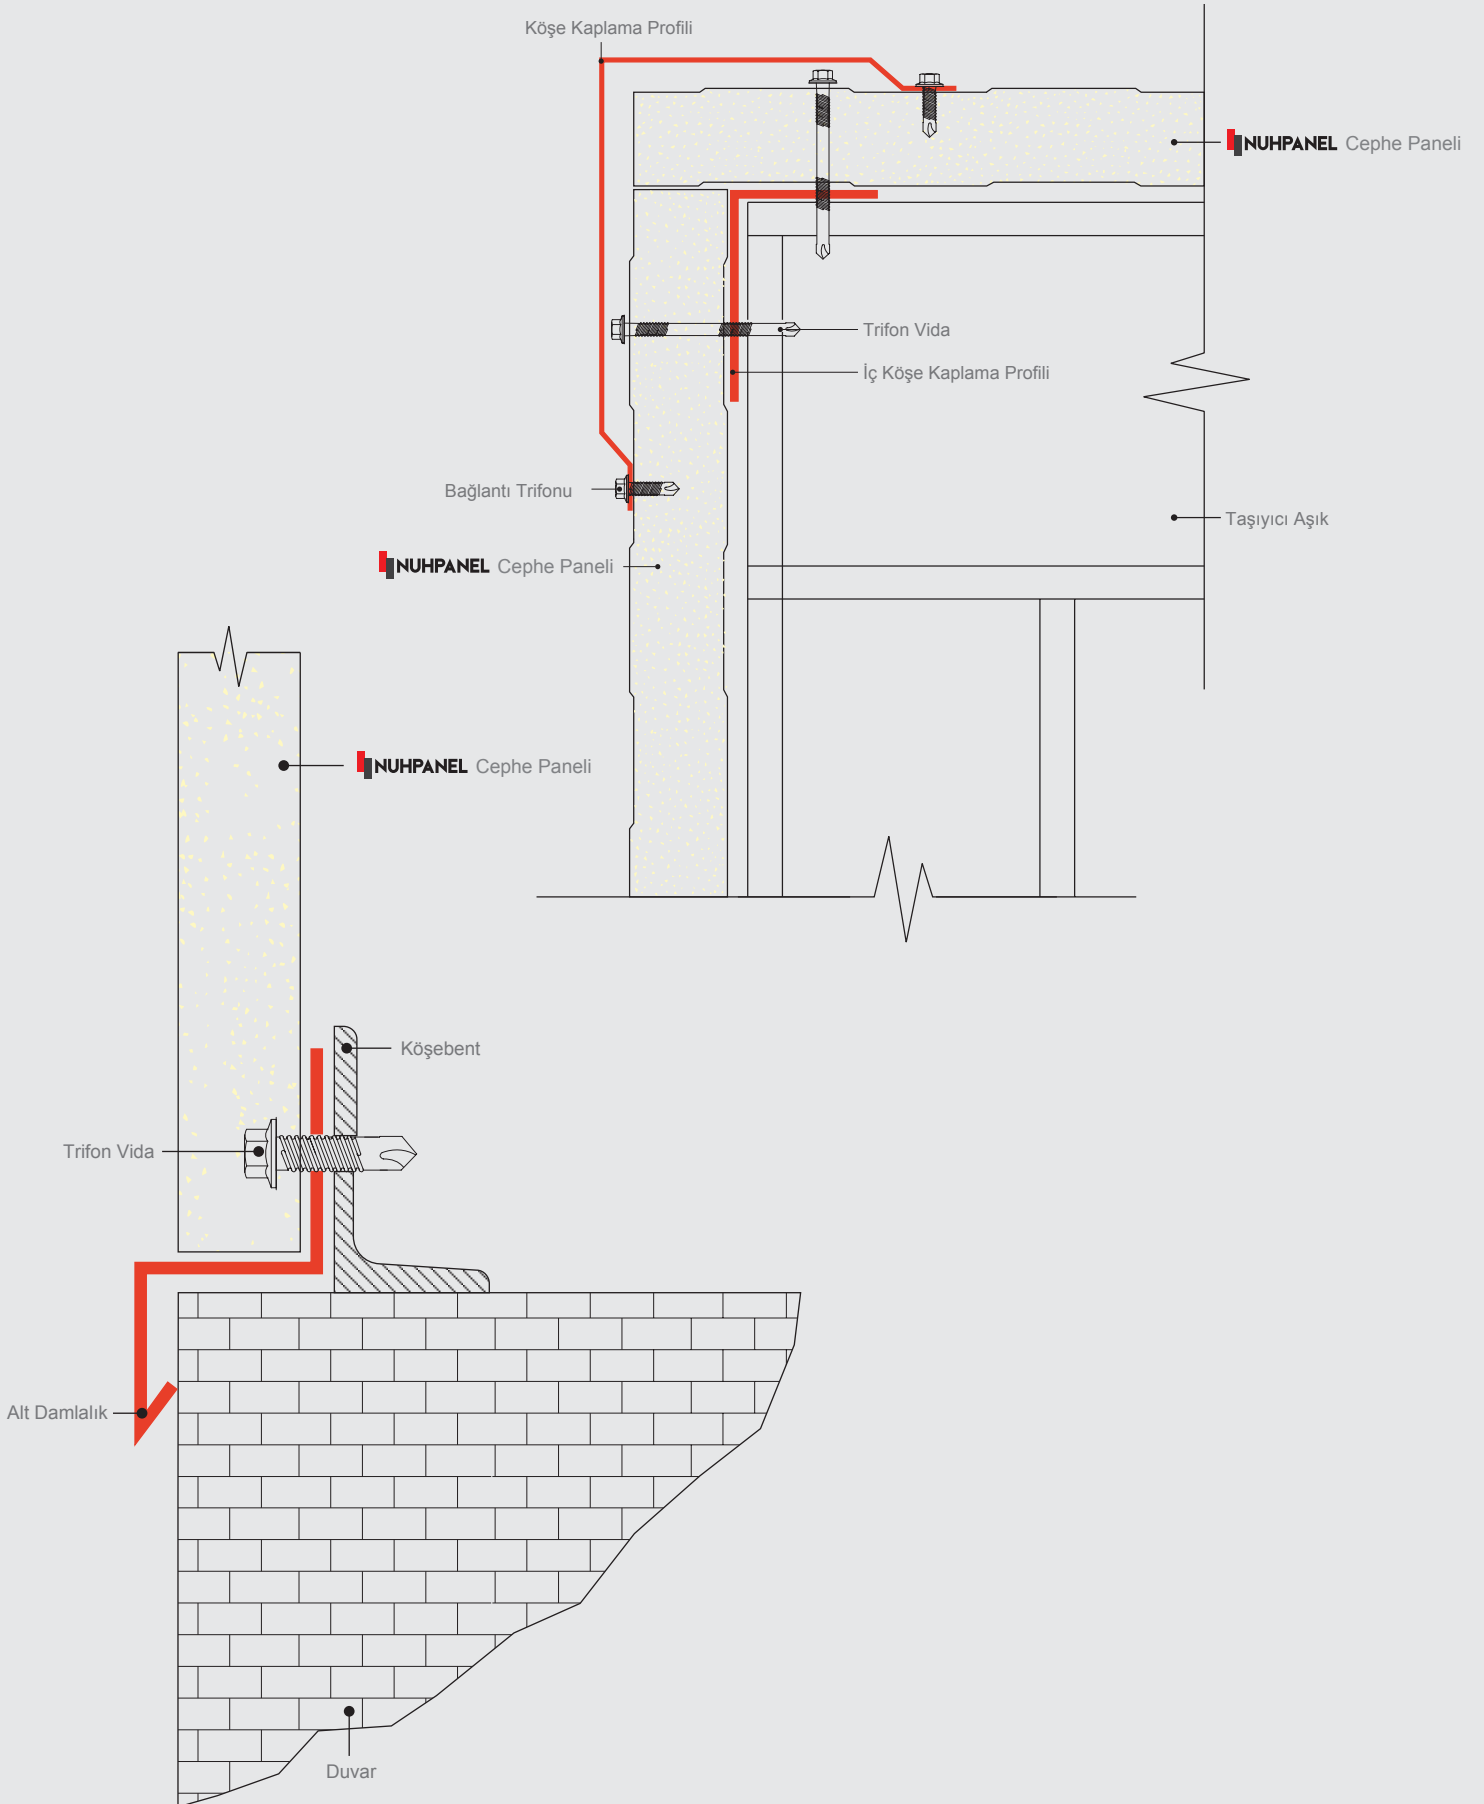 Köşe Kaplama Profili
NUHPANEL Cephe Paneli
Trifon Vida
İç Köşe Kaplama Profili
Bağlantı Trifonu
Taşıyıcı Aşık
NUHPANEL Cephe Paneli
NUHPANEL Cephe Paneli
Köşebent
Trifon Vida
Alt Damlalık
Duvar